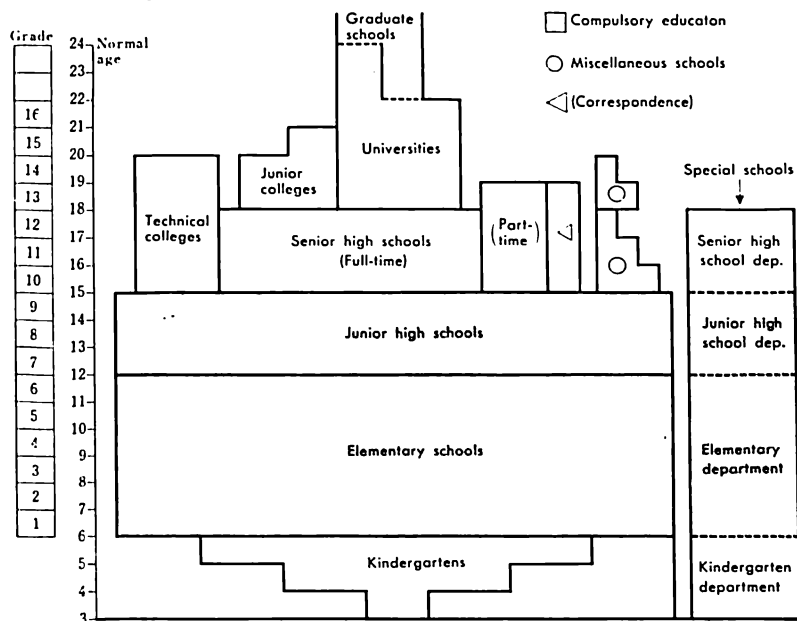 Grade
Normal
age
24
23
22
21
20
19
18
17
16
15
14
13
12
11
10
9
8
7
6
5
4
3
16
15
14
13
12
11
10
9
8
7
6
5
4
3
2
1
Graduate
schools
Universities
Junior
colleges
Technical
colleges
Senior high schools
(Full-time)
(Part-
time)
Junior high schools
Elementary schools
Kindergartens
Compulsory educaton
Miscellaneous schools
(Correspondence)
Special schools
Senior high
school dep.
Junior high
school dep.
Elementary
department
Kindergarten
department